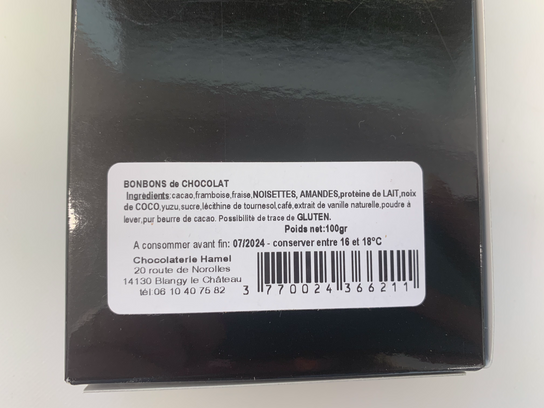 BONBONS de CHOCOLAT
Ingrédients:cacao,framboise,fraise,NOISETTES, AMANDES,protéine de LAIT,noix
de COCO,yuzu,sucre,lécithine de tournesol,café,extrait de vanille naturelle,poudre à
lever,pur beurre de cacao. Possibilité de trace de GLUTEN.
Poids net:100gr
A consommer avant fin: 07/2024 - conserver entre 16 et 18°C
Chocolaterie Hamel
20 route de Norolles
14130 Blangy le Château
tél.06 10 40 75 82
3 770024 366211